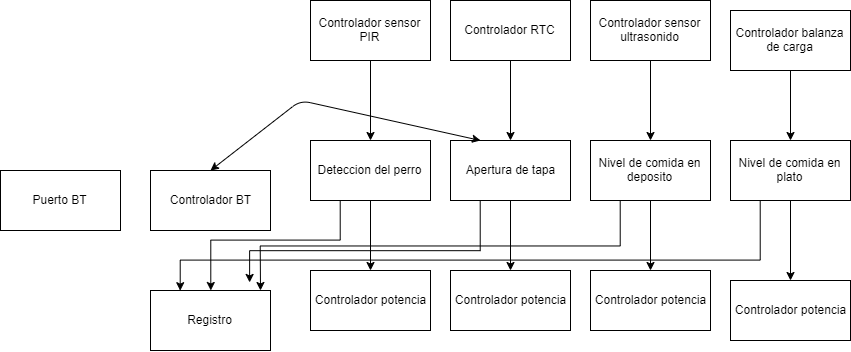 Controlador sensor
PIR
Controlador RTC
Controlador sensor
ultrasonido
Controlador balanza
de carga
Puerto BT
Controlador BT
Deteccion del perro
Apertura de tapa
Nivel de comida en
deposito
Nivel de comida en
plato
Registro
Controlador potencia
Controlador potencia
Controlador potencia
Controlador potencia